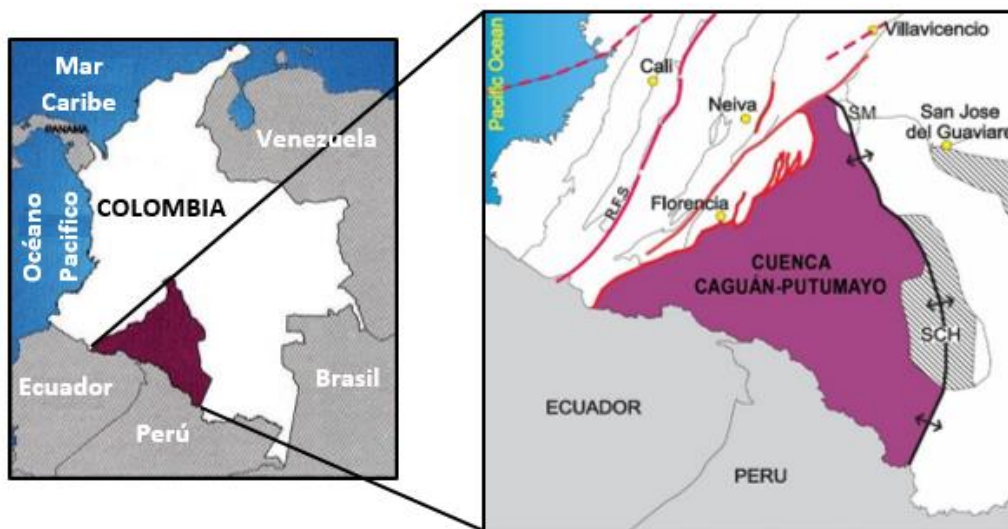 Mar
Caribe
PANAMA
Venezuela
Océano
Pacifico
COLOMBIA
Ecuador
Perú
Brasil
Pacific Ocean
Villavicencio
Cali
Neiva
SM
San Jose
del Guaviare
R.F.S
Florencia
CUENCA
CAGUÁN-PUTUMAYO
SCH
ECUADOR
PERU